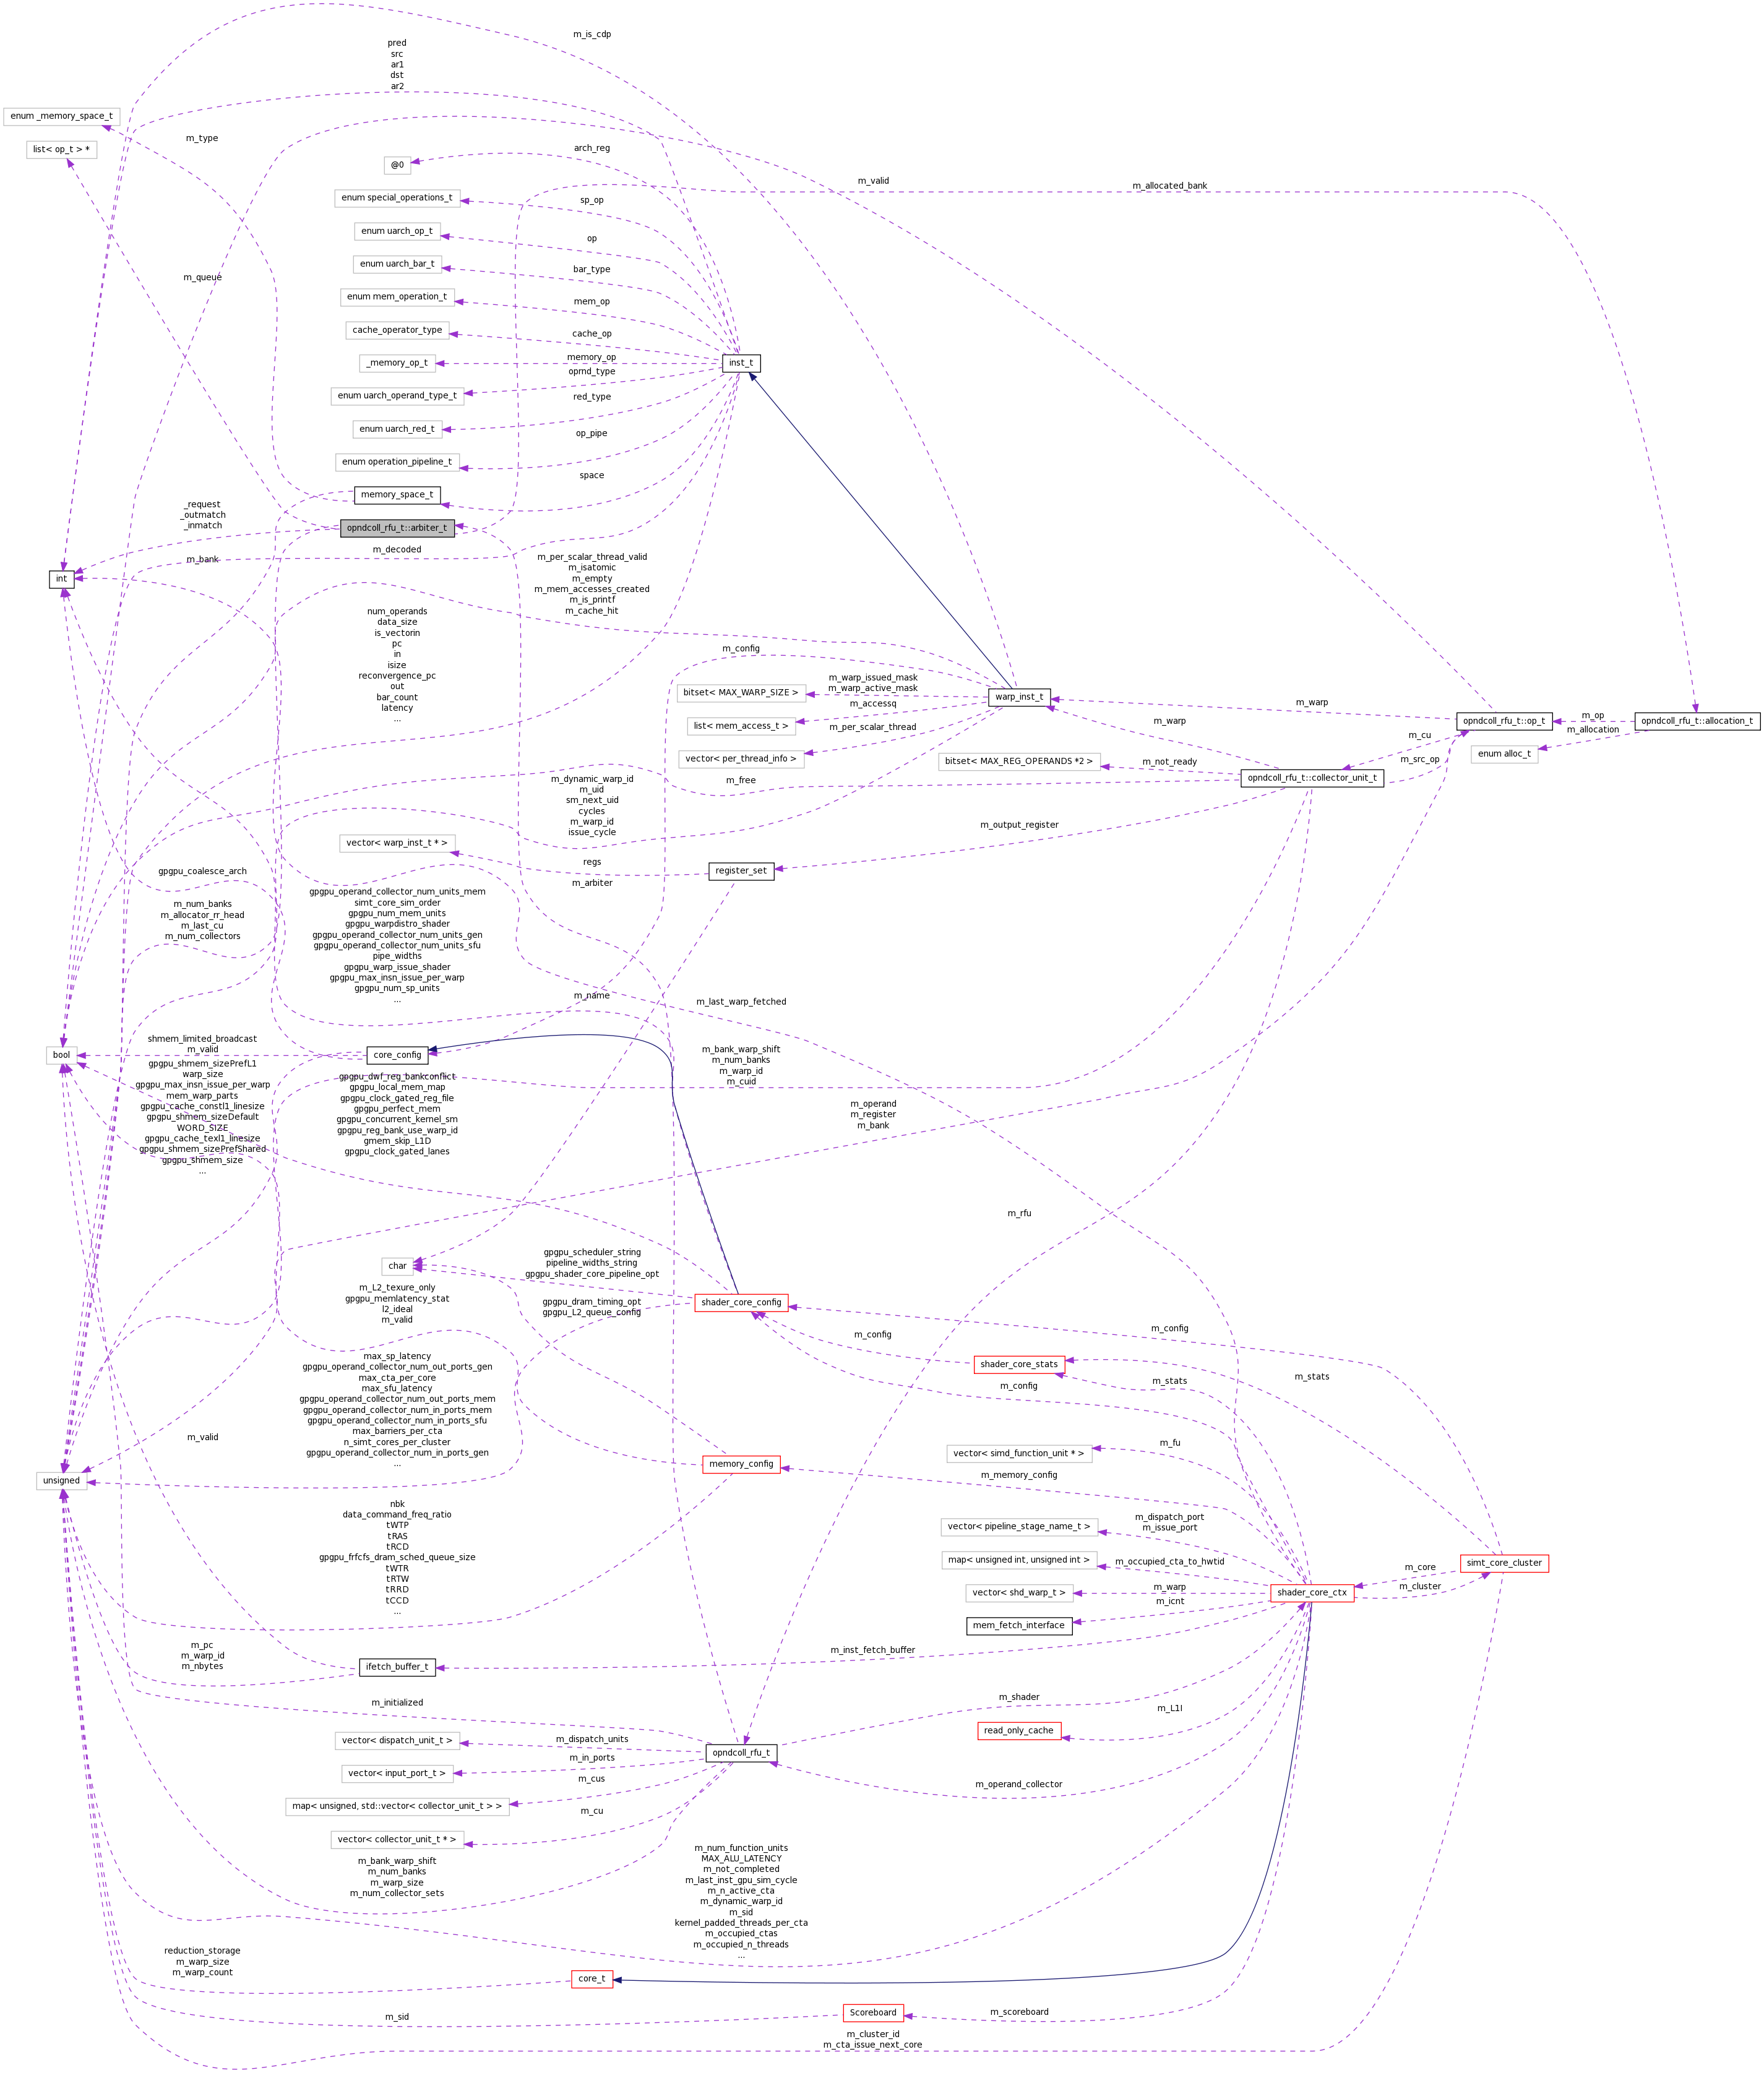 m_is_cdp
pred
src
ar1
dst
ar2
enum _memory_space_t
m_type
list< op_t > *
arch_reg
@0
m_valid
m_allocated_bank
sp_op
enum special_operations_t
op
enum uarch_op_t
bar_type
enum uarch_bar_t
m_queue
mem_op
enum mem_operation_t
cache_op
cache_operator_type
memory_op
_memory_op_t
inst_t
oprnd_type
enum uarch_operand_type_t
red_type
enum uarch_red_t
op_pipe
enum operation_pipeline_t
space
memory_space_t
_request
_outmatch
_inmatch
opndcoll_rfu_t::arbiter_t
m_decoded
m_bank
int
m_per_scalar_thread_valid
m_isatomic
m_empty
m_mem_accesses_created
m_is_printf
m_cache_hit
num_operands
data_size
is_vectorin
pc
in
isize
reconvergence_pc
out
bar_count
latency
...
m_config
bitset< MAX_WARP_SIZE >
m_warp_issued_mask
m_warp_active_mask
warp_inst_t
m_accessq
list< mem_access_t >
m_per_scalar_thread
vector< per_thread_info >
m_warp
m_warp
opndcoll_rfu_t::op_t
m_op
opndcoll_rfu_t::allocation_t
m_allocation
enum alloc_t
m_cu
m_src_op
bitset< MAX_REG_OPERANDS *2 >
m_not_ready
opndcoll_rfu_t::collector_unit_t
m_free
m_dynamic_warp_id
m_uid
sm_next_uid
cycles
m_warp_id
issue_cycle
m_output_register
vector< warp_inst_t * >
regs
register_set
m_arbiter
gpgpu_coalesce_arch
m_num_banks
m_allocator_rr_head
m_last_cu
m_num_collectors
gpgpu_operand_collector_num_units_mem
simt_core_sim_order
gpgpu_num_mem_units
gpgpu_warpdistro_shader
gpgpu_operand_collector_num_units_gen
gpgpu_operand_collector_num_units_sfu
pipe_widths
gpgpu_warp_issue_shader
gpgpu_max_insn_issue_per_warp
gpgpu_num_sp_units
...
m_name
m_last_warp_fetched
bool
shmem_limited_broadcast
m_valid
core_config
m_bank_warp_shift
m_num_banks
m_warp_id
m_cuid
gpgpu_shmem_sizePrefL1
warp_size
gpgpu_max_insn_issue_per_warp
mem_warp_parts
gpgpu_cache_constl1_linesize
gpgpu_shmem_sizeDefault
WORD_SIZE
gpgpu_cache_texl1_linesize
gpgpu_shmem_sizePrefShared
gpgpu_shmem_size
...
gpgpu_dwf_reg_bankconflict
gpgpu_local_mem_map
gpgpu_clock_gated_reg_file
gpgpu_perfect_mem
gpgpu_concurrent_kernel_sm
gpgpu_reg_bank_use_warp_id
gmem_skip_L1D
gpgpu_clock_gated_lanes
m_operand
m_register
m_bank
m_rfu
char
gpgpu_scheduler_string
pipeline_widths_string
gpgpu_shader_core_pipeline_opt
shader_core_config
m_L2_texure_only
gpgpu_memlatency_stat
l2_ideal
m_valid
gpgpu_dram_timing_opt
gpgpu_L2_queue_config
m_config
m_config
shader_core_stats
m_stats
m_config
m_stats
max_sp_latency
gpgpu_operand_collector_num_out_ports_gen
max_cta_per_core
max_sfu_latency
gpgpu_operand_collector_num_out_ports_mem
gpgpu_operand_collector_num_in_ports_mem
gpgpu_operand_collector_num_in_ports_sfu
max_barriers_per_cta
n_simt_cores_per_cluster
gpgpu_operand_collector_num_in_ports_gen
...
m_valid
unsigned
memory_config
vector< simd_function_unit * >
m_fu
m_memory_config
nbk
data_command_freq_ratio
tWTP
tRAS
tRCD
gpgpu_frfcfs_dram_sched_queue_size
tWTR
tRTW
tRRD
tCCD
...
vector< pipeline_stage_name_t >
m_dispatch_port
m_issue_port
map< unsigned int, unsigned int >
m_occupied_cta_to_hwtid
vector< shd_warp_t >
m_warp
m_icnt
mem_fetch_interface
shader_core_ctx
m_core
m_cluster
simt_core_cluster
m_pc
m_warp_id
m_nbytes
ifetch_buffer_t
m_inst_fetch_buffer
m_initialized
m_shader
m_L1I
read_only_cache
vector< dispatch_unit_t >
m_dispatch_units
opndcoll_rfu_t
m_in_ports
vector< input_port_t >
m_cus
map< unsigned, std::vector< collector_unit_t > >
m_operand_collector
m_cu
vector< collector_unit_t * >
m_bank_warp_shift
m_num_banks
m_warp_size
m_num_collector_sets
m_num_function_units
MAX_ALU_LATENCY
m_not_completed
m_last_inst_gpu_sim_cycle
m_n_active_cta
m_dynamic_warp_id
m_sid
kernel_padded_threads_per_cta
m_occupied_ctas
m_occupied_n_threads
...
reduction_storage
m_warp_size
m_warp_count
core_t
m_sid
Scoreboard
m_scoreboard
m_cluster_id
m_cta_issue_next_core